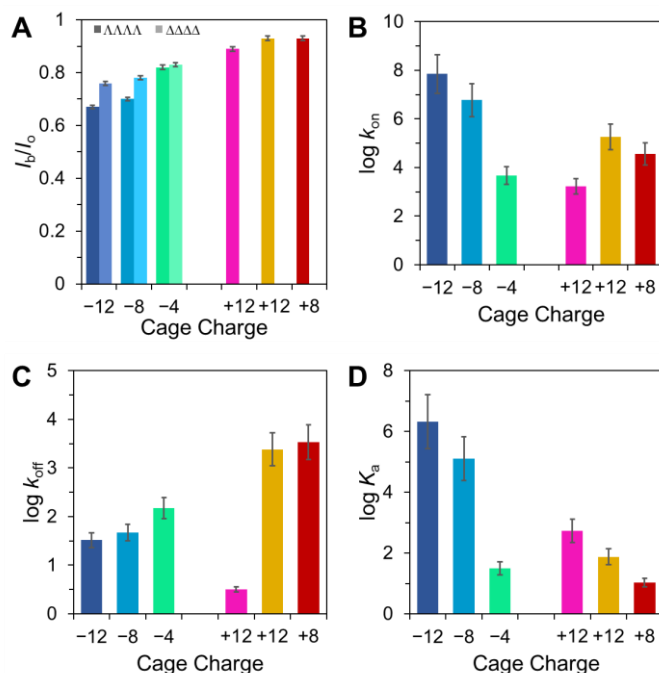 A
ΛΛΛΛ ΔΔΔΔ
1
0.8
0.6
0.4
0.2
0
Ib/Io
−12 −8 −4 +12 +12 +8
Cage Charge
B
10
8
6
4
2
0
log kon
−12 −8 −4 +12 +12 +8
Cage Charge
C
5
4
3
2
1
0
log koff
−12 −8 −4 +12 +12 +8
Cage Charge
D
8
6
4
2
0
log Ka
−12 −8 −4 +12 +12 +8
Cage Charge